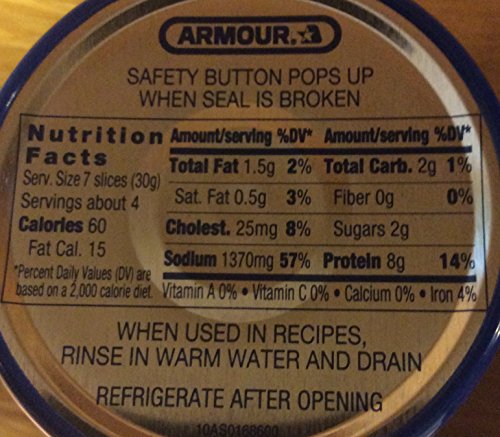 ARMOUR
SAFETY BUTTON POPS UP
WHEN SEAL IS BROKEN
Nutrition
Facts
Serv. Size 7 slices (30g)
Servings about 4
Calories 60
Fat Cal. 15
*Percent Daily Values (DV) are
based on a 2,000 calorie diet.
Amount/serving %DV* Amount/serving %DV*
Total Fat 1.5g 2% Total Carb. 2g 1%
Sat. Fat 0.5g 3% Fiber 0g 0%
Cholest. 25mg 8% Sugars 2g
Sodium 1370mg 57% Protein 8g 14%
Vitamin A 0% • Vitamin C 0% • Calcium 0% • Iron 4%
WHEN USED IN RECIPES,
RINSE IN WARM WATER AND DRAIN
REFRIGERATE AFTER OPENING